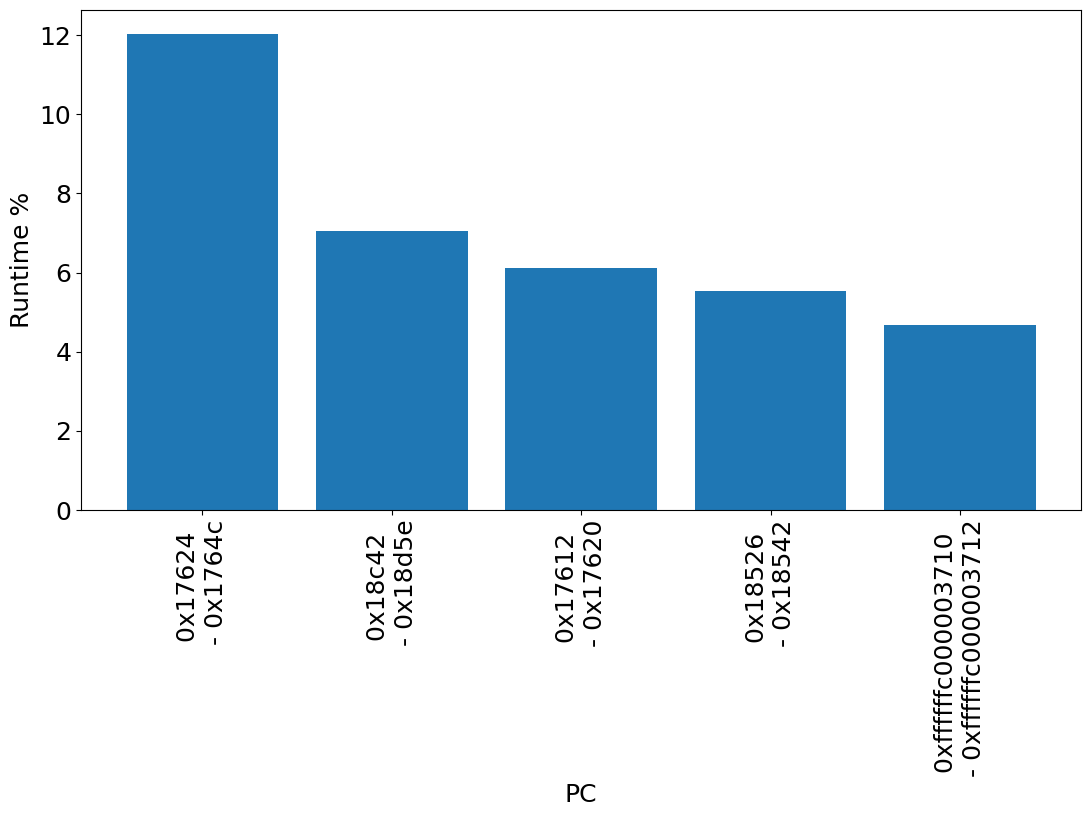 Runtime %
12
10
8
6
4
2
0
0x17624
- 0x1764c
0x18c42
- 0x18d5e
0x17612
- 0x17620
0x18526
- 0x18542
0xffffffc000003710
- 0xffffffc000003712
PC